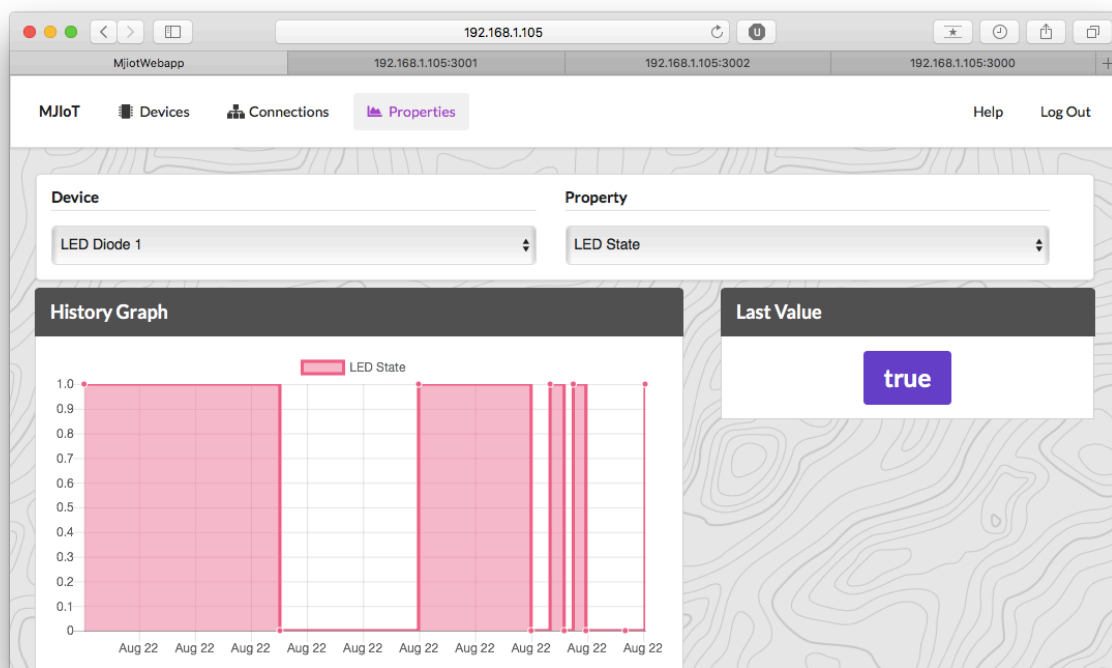 192.168.1.105
MjiotWebapp 192.168.1.105:3001 192.168.1.105:3002 192.168.1.105:3000
MJIoT Devices Connections Properties Help Log Out
Device Property
LED Diode 1 LED State
History Graph Last Value
LED State
true
1.0
0.9
0.8
0.7
0.6
0.5
0.4
0.3
0.2
0.1
0
Aug 22 Aug 22 Aug 22 Aug 22 Aug 22 Aug 22 Aug 22 Aug 22 Aug 22 Aug 22